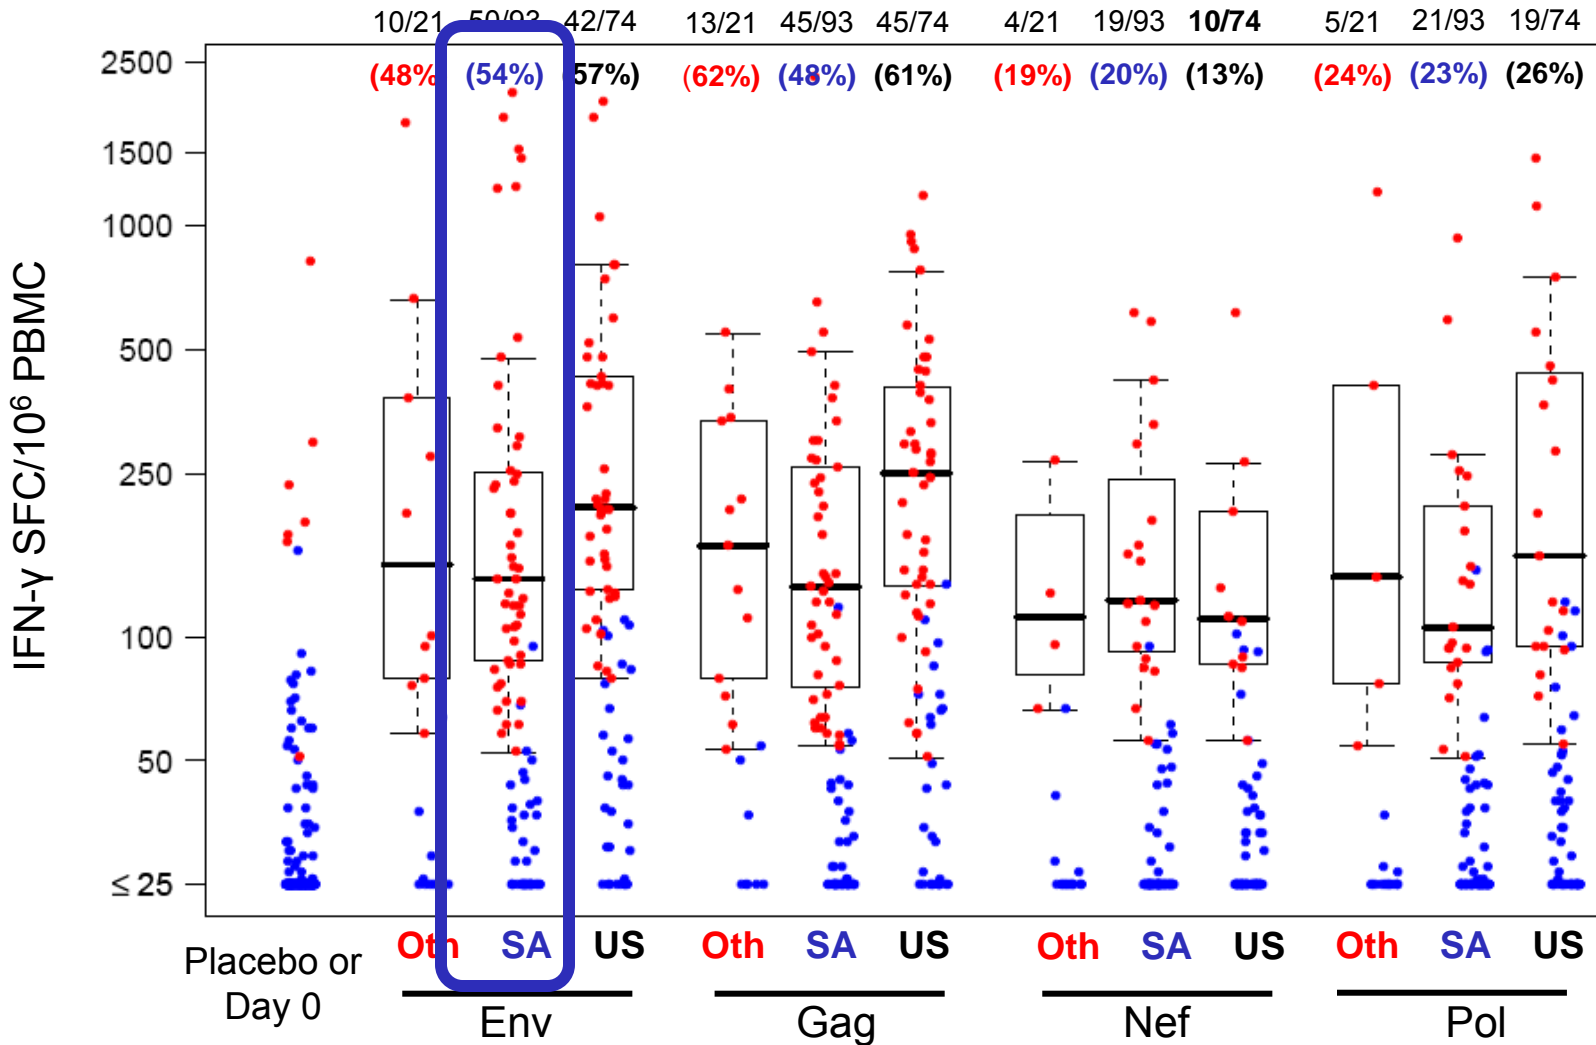 10/21 50/93 42/74 13/21 45/93 45/74 4/21 19/93 10/74 5/21 21/93 19/74
(48% (54%) 57%) (62%) (48%) (61%) (19%) (20%) (13%) (24%) (23%) (26%)
2500
1500
1000
500
250
100
50
≤ 25
IFN-γ SFC/10⁶ PBMC
Placebo or
Day 0
Oth SA US Oth SA US Oth SA US Oth SA US
Env Gag Nef Pol